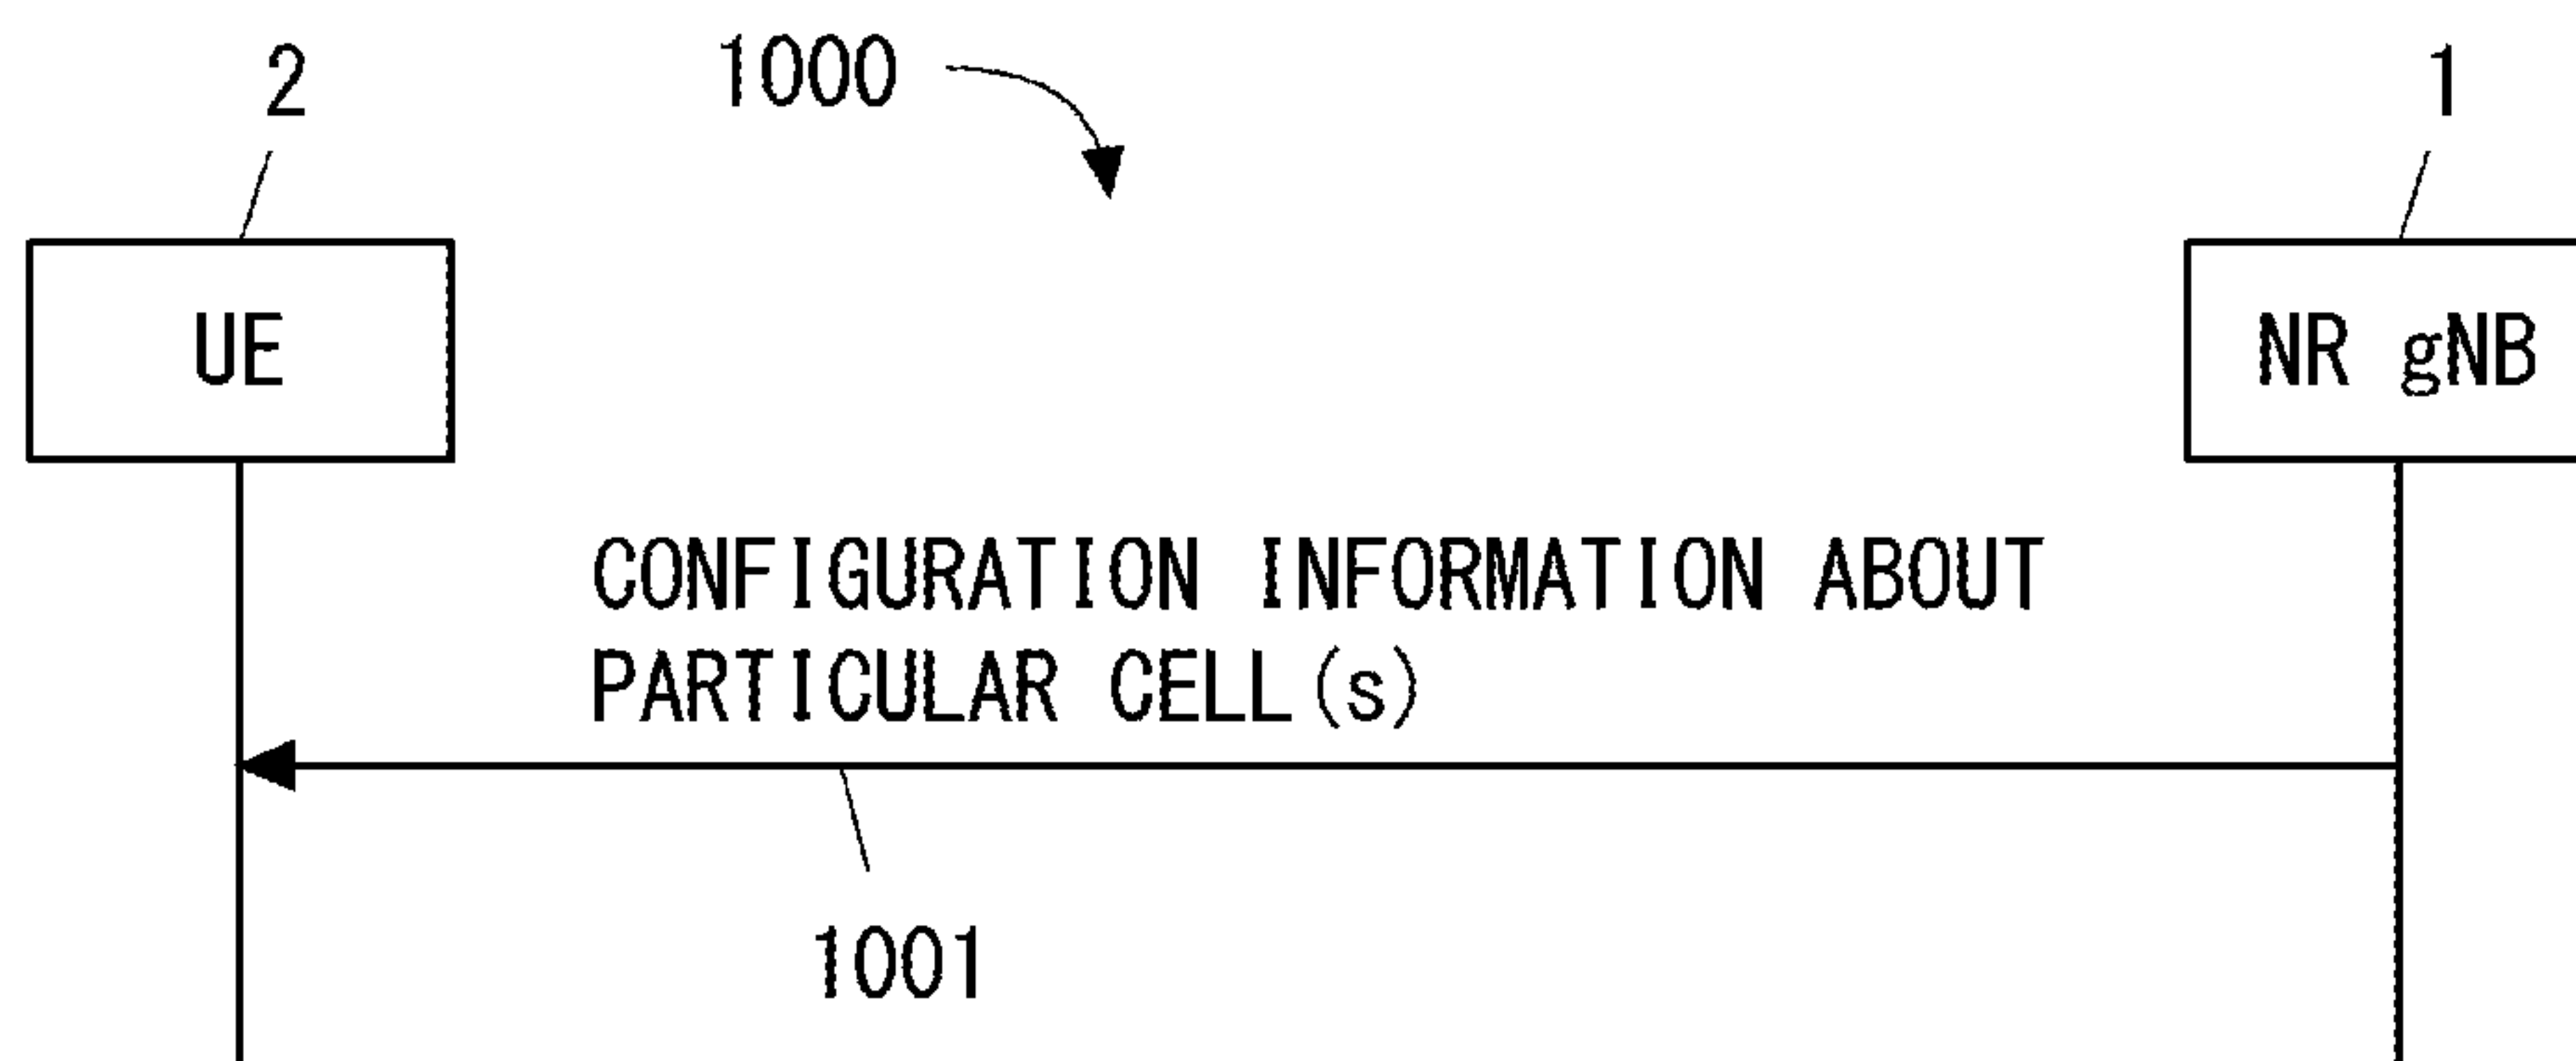 2
1000
1
UE
NR gNB
CONFIGURATION INFORMATION ABOUT
PARTICULAR CELL(s)
1001